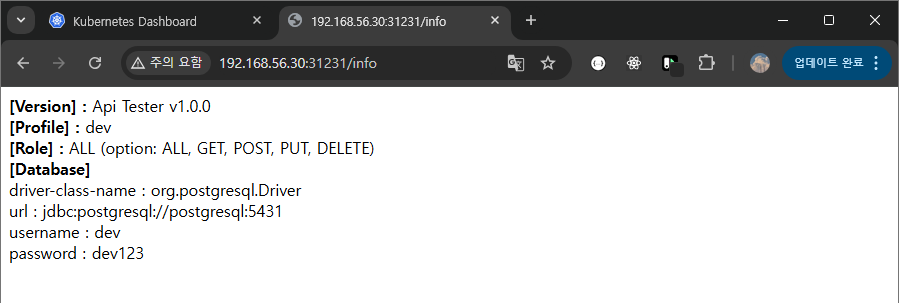 Kubernetes Dashboard
192.168.56.30:31231/info
주의 요함
192.168.56.30:31231/info
업데이트 완료
[Version] : Api Tester v1.0.0
[Profile] : dev
[Role] : ALL (option: ALL, GET, POST, PUT, DELETE)
[Database]
driver-class-name : org.postgresql.Driver
url : jdbc:postgresql://postgresql:5431
username : dev
password : dev123